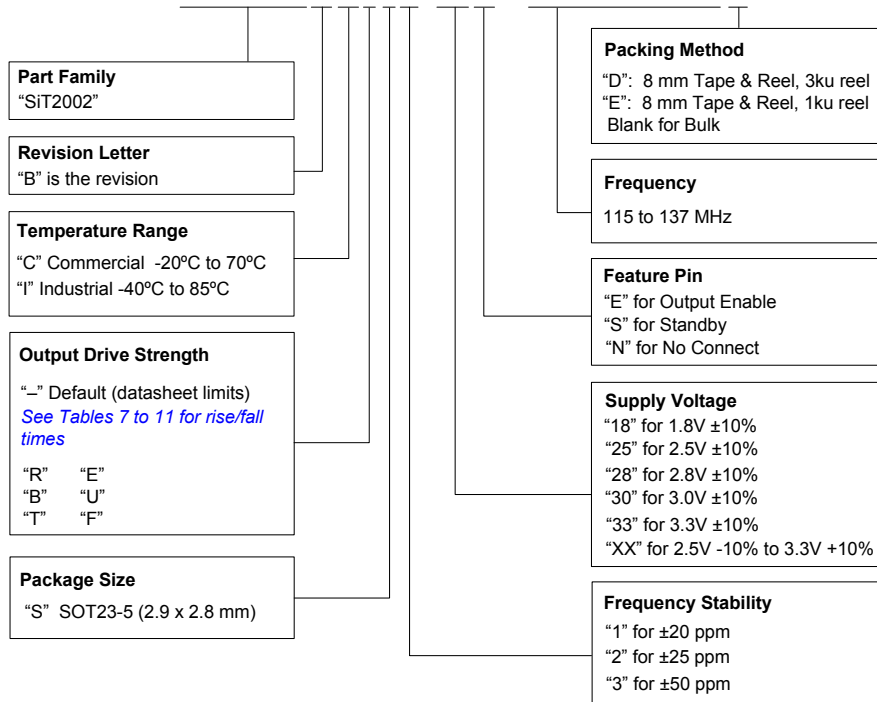 Part Family
“SiT2002”
Revision Letter
“B” is the revision
Temperature Range
“C” Commercial -20ºC to 70ºC
“I” Industrial -40ºC to 85ºC
Output Drive Strength
“–” Default (datasheet limits)
See Tables 7 to 11 for rise/fall
times
“R” “E”
“B” “U”
“T” “F”
Package Size
“S” SOT23-5 (2.9 x 2.8 mm)
Packing Method
“D”: 8 mm Tape & Reel, 3ku reel
“E”: 8 mm Tape & Reel, 1ku reel
Blank for Bulk
Frequency
115 to 137 MHz
Feature Pin
“E” for Output Enable
“S” for Standby
“N” for No Connect
Supply Voltage
“18” for 1.8V ±10%
“25” for 2.5V ±10%
“28” for 2.8V ±10%
“30” for 3.0V ±10%
“33” for 3.3V ±10%
“XX” for 2.5V -10% to 3.3V +10%
Frequency Stability
“1” for ±20 ppm
“2” for ±25 ppm
“3” for ±50 ppm